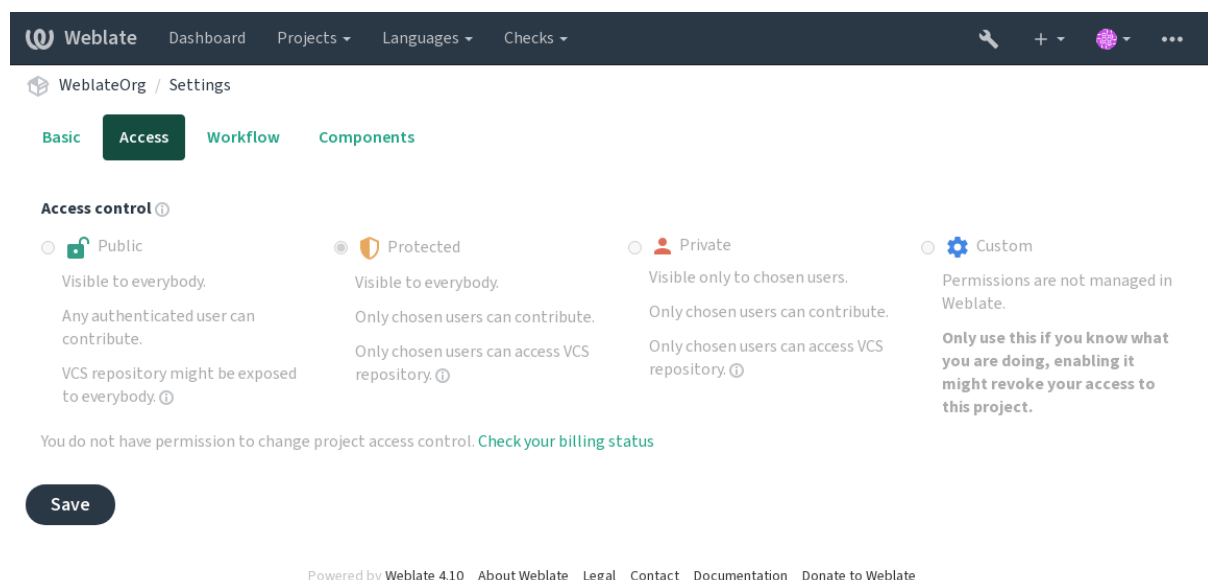 Weblate Dashboard Projects Languages Checks
WeblateOrg / Settings
Basic Access Workflow Components
Access control
Public
Visible to everybody.
Any authenticated user can
contribute.
VCS repository might be exposed
to everybody.
Protected
Visible to everybody.
Only chosen users can contribute.
Only chosen users can access VCS
repository.
Private
Visible only to chosen users.
Only chosen users can contribute.
Only chosen users can access VCS
repository.
Custom
Permissions are not managed in
Weblate.
Only use this if you know what
you are doing, enabling it
might revoke your access to
this project.
You do not have permission to change project access control. Check your billing status
Save
Powered by Weblate 4.10 About Weblate Legal Contact Documentation Donate to Weblate